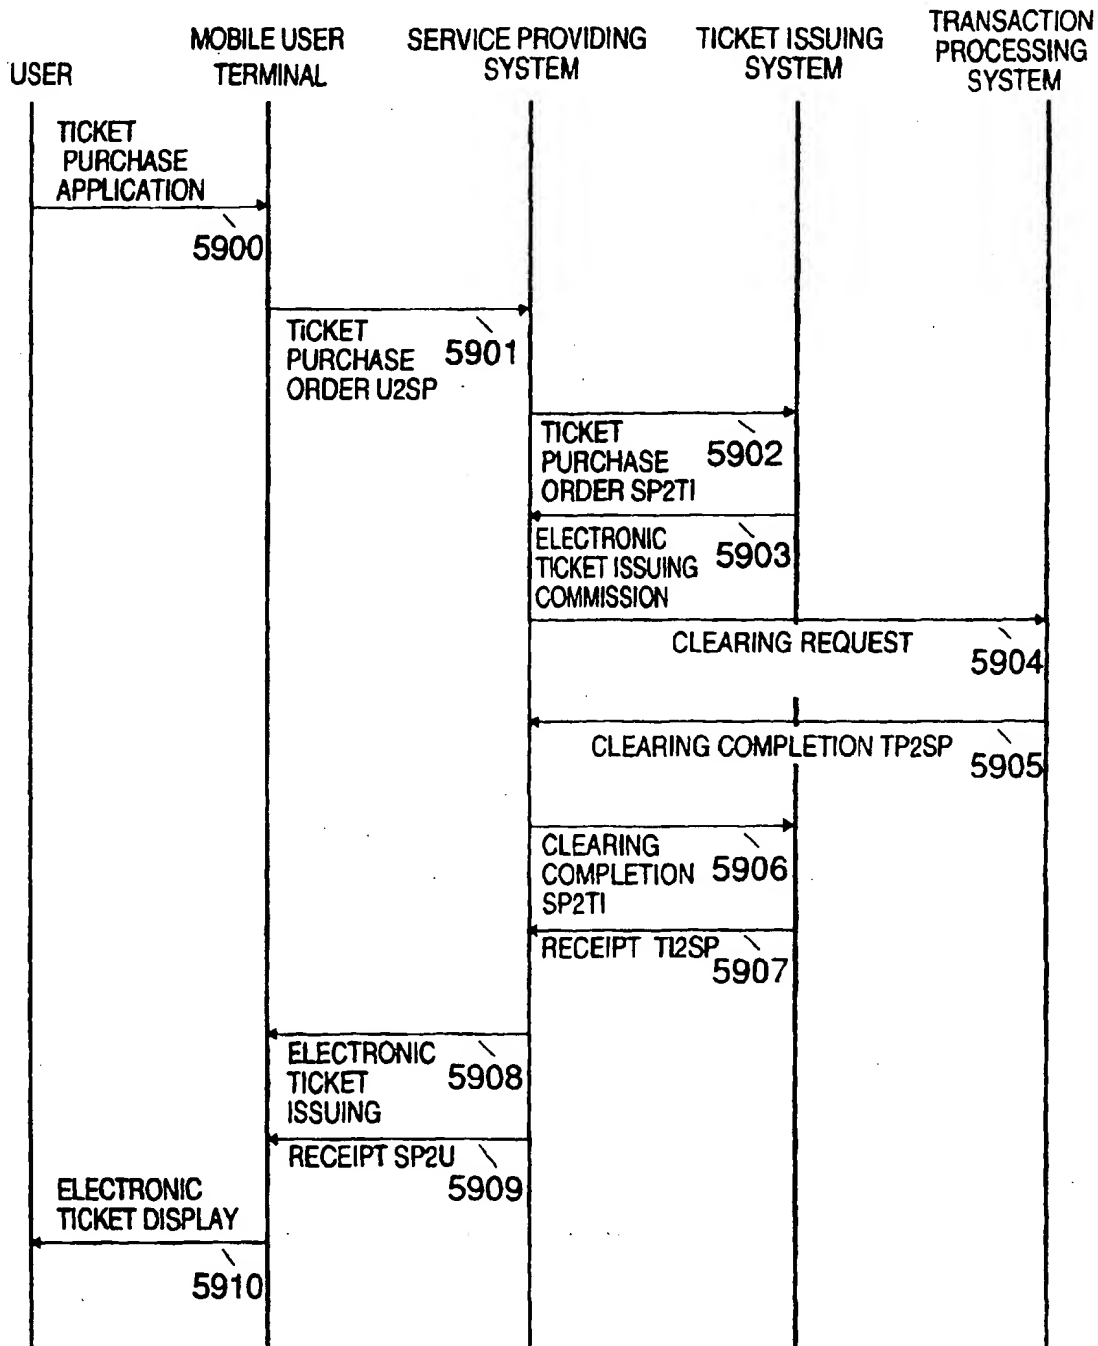 USER
MOBILE USER
TERMINAL
SERVICE PROVIDING
SYSTEM
TICKET ISSUING
SYSTEM
TRANSACTION
PROCESSING
SYSTEM
TICKET
PURCHASE
APPLICATION
5900
TICKET
PURCHASE
ORDER U2SP
5901
TICKET
PURCHASE
ORDER SP2TI
5902
ELECTRONIC
TICKET ISSUING
COMMISSION
5903
CLEARING REQUEST
5904
CLEARING COMPLETION TP2SP
5905
CLEARING
COMPLETION
SP2TI
5906
RECEIPT TI2SP
5907
ELECTRONIC
TICKET
ISSUING
5908
RECEIPT SP2U
5909
ELECTRONIC
TICKET DISPLAY
5910